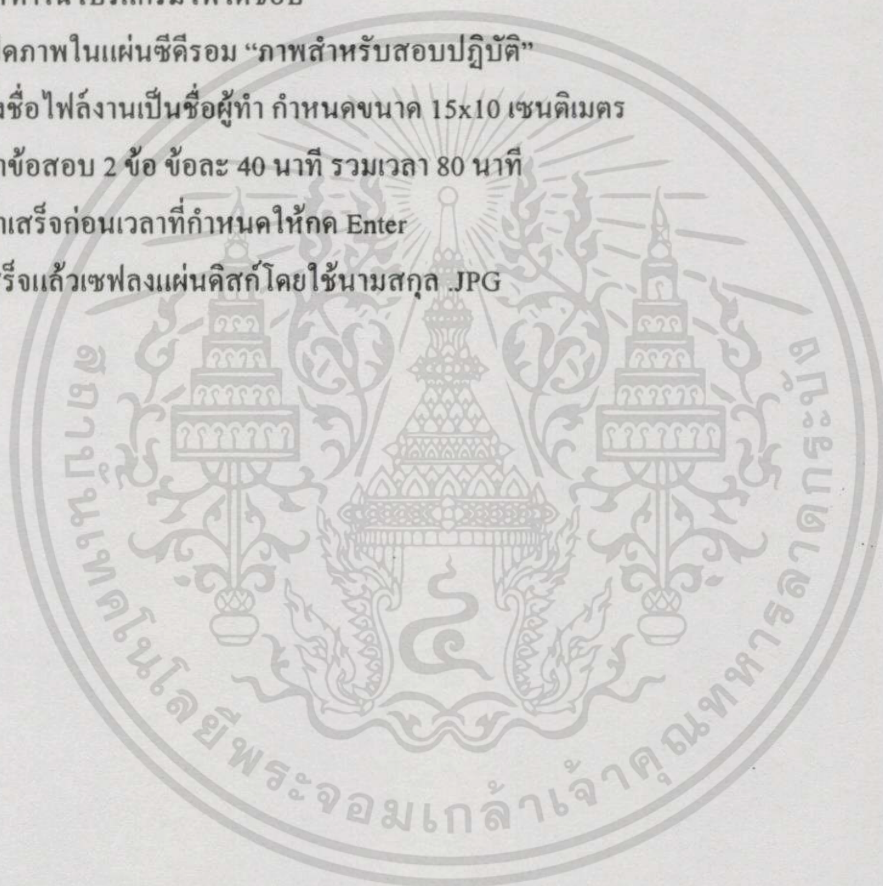 ดภาพในแผ่นซีดีรอม “ภาพสำหรับสอบปฏิบัติ”
งชื่อไฟล์งานเป็นชื่อผู้ทำ กำหนดขนาด 15x10 เซนติเมตร
าข้อสอบ 2 ข้อ ข้อละ 40 นาที รวมเวลา 80 นาที
าเสร็จก่อนเวลาที่กำหนดให้กด Enter
ร็จแล้วเซฟลงแผ่นดิสก์โดยใช้นามสกุล .JPG
สถาบันเทคโนโลยีพระจอมเกล้าเจ้าคุณทหารลาดกระบัง